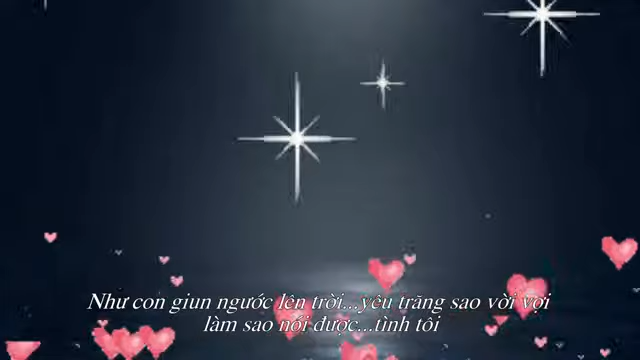 Như con giun ngước lên trời...yêu trăng sao vời vợi
làm sao nói được...tình tôi